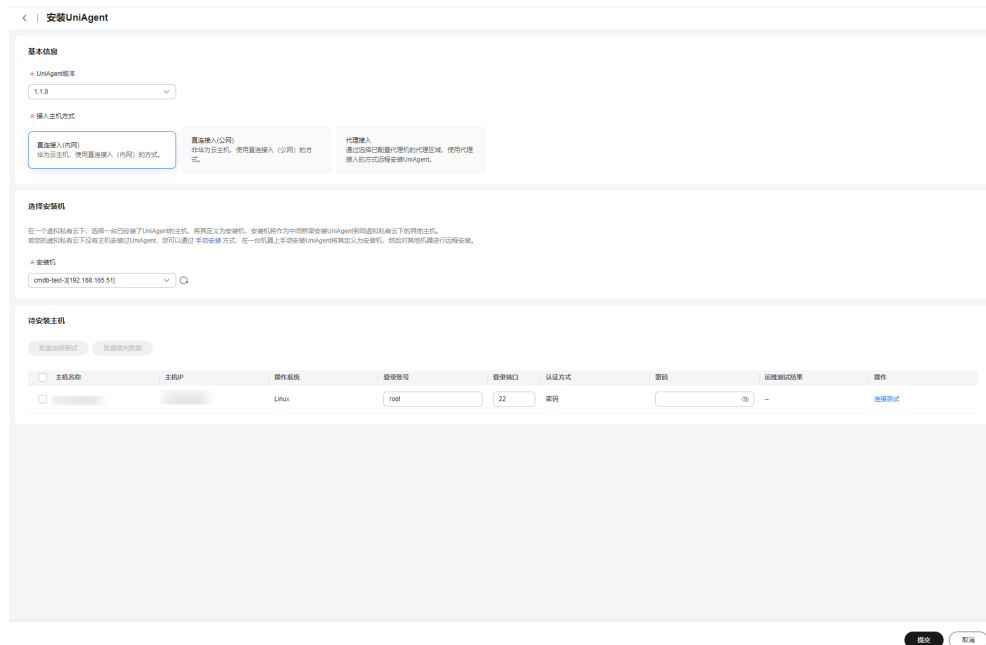 安装UniAgent
基本信息
* UniAgent版本
1.1.0
* 接入主机方式
直连接入(内网)
华为云主机，使用直连接入（内网）的方式。
直连接入(公网)
非华为云主机，使用直连接入（公网）的方
式。
代理接入
通过选择已配置代理机的代理区域，使用代理
接入的方式远程安装UniAgent。
选择安装机
在一个虚拟私有云下，选择一台已经装了UniAgent的主机，将其定义为安装机，安装机将作为中间桥梁安装UniAgent到同虚拟私有云下的其他主机。
若您的虚拟私有云下没有主机安装过UniAgent，您可以通过 手动安装 方式，在一台机器上手动安装UniAgent将其定义为安装机，然后对其他机器进行远程安装。
* 安装机
cmdb-test-3[192.168.165.51]
待安装主机
批量连接测试 批量填充数据
主机名称 主机IP 操作系统 登录账号 登录端口 认证方式 密码 运维测试结果 操作
Linux root 22 密码 -- 连接测试
提交 取消